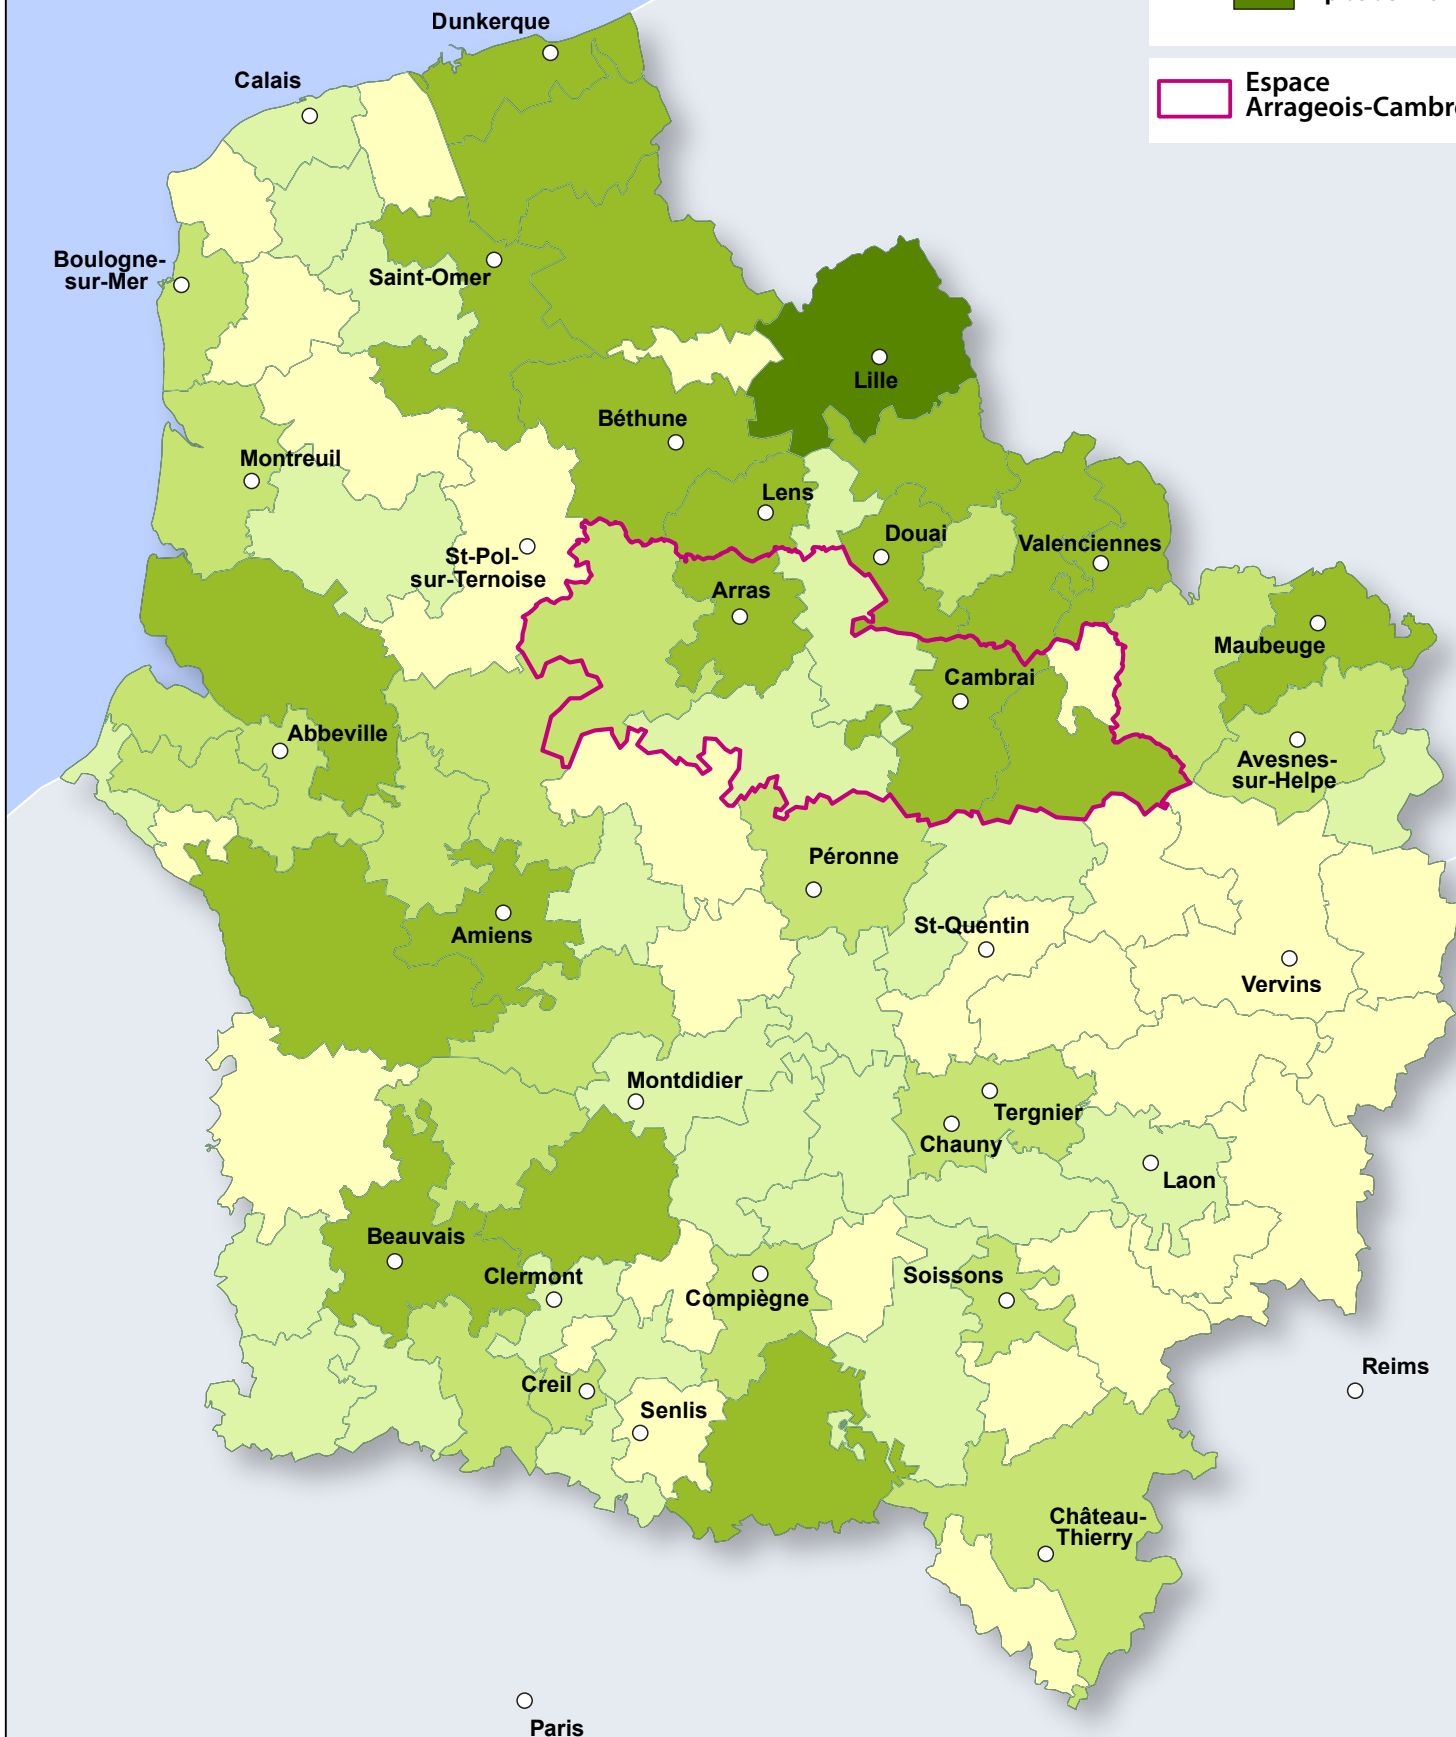 Dunkerque
Espace
Calais
Boulogne-
sur-Mer
Saint-Omer
Lille
Béthune
Montreuil
Lens
Douai
Valenciennes
St-Pol-
sur-Ternoise
Arras
Maubeuge
Cambrai
Abbeville
Avesnes-
sur-Helpe
Péronne
St-Quentin
Amiens
Vervins
Montdidier
Tergnier
Chauny
Laon
Beauvais
Clermont
Soissons
Compiègne
Reims
Creil
Senlis
Château-
Thierry
Paris